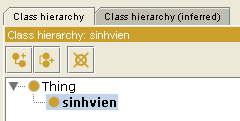 Class hierarchy Class hierarchy (inferred)
Class hierarchy: sinhvien
Thing
sinhvien